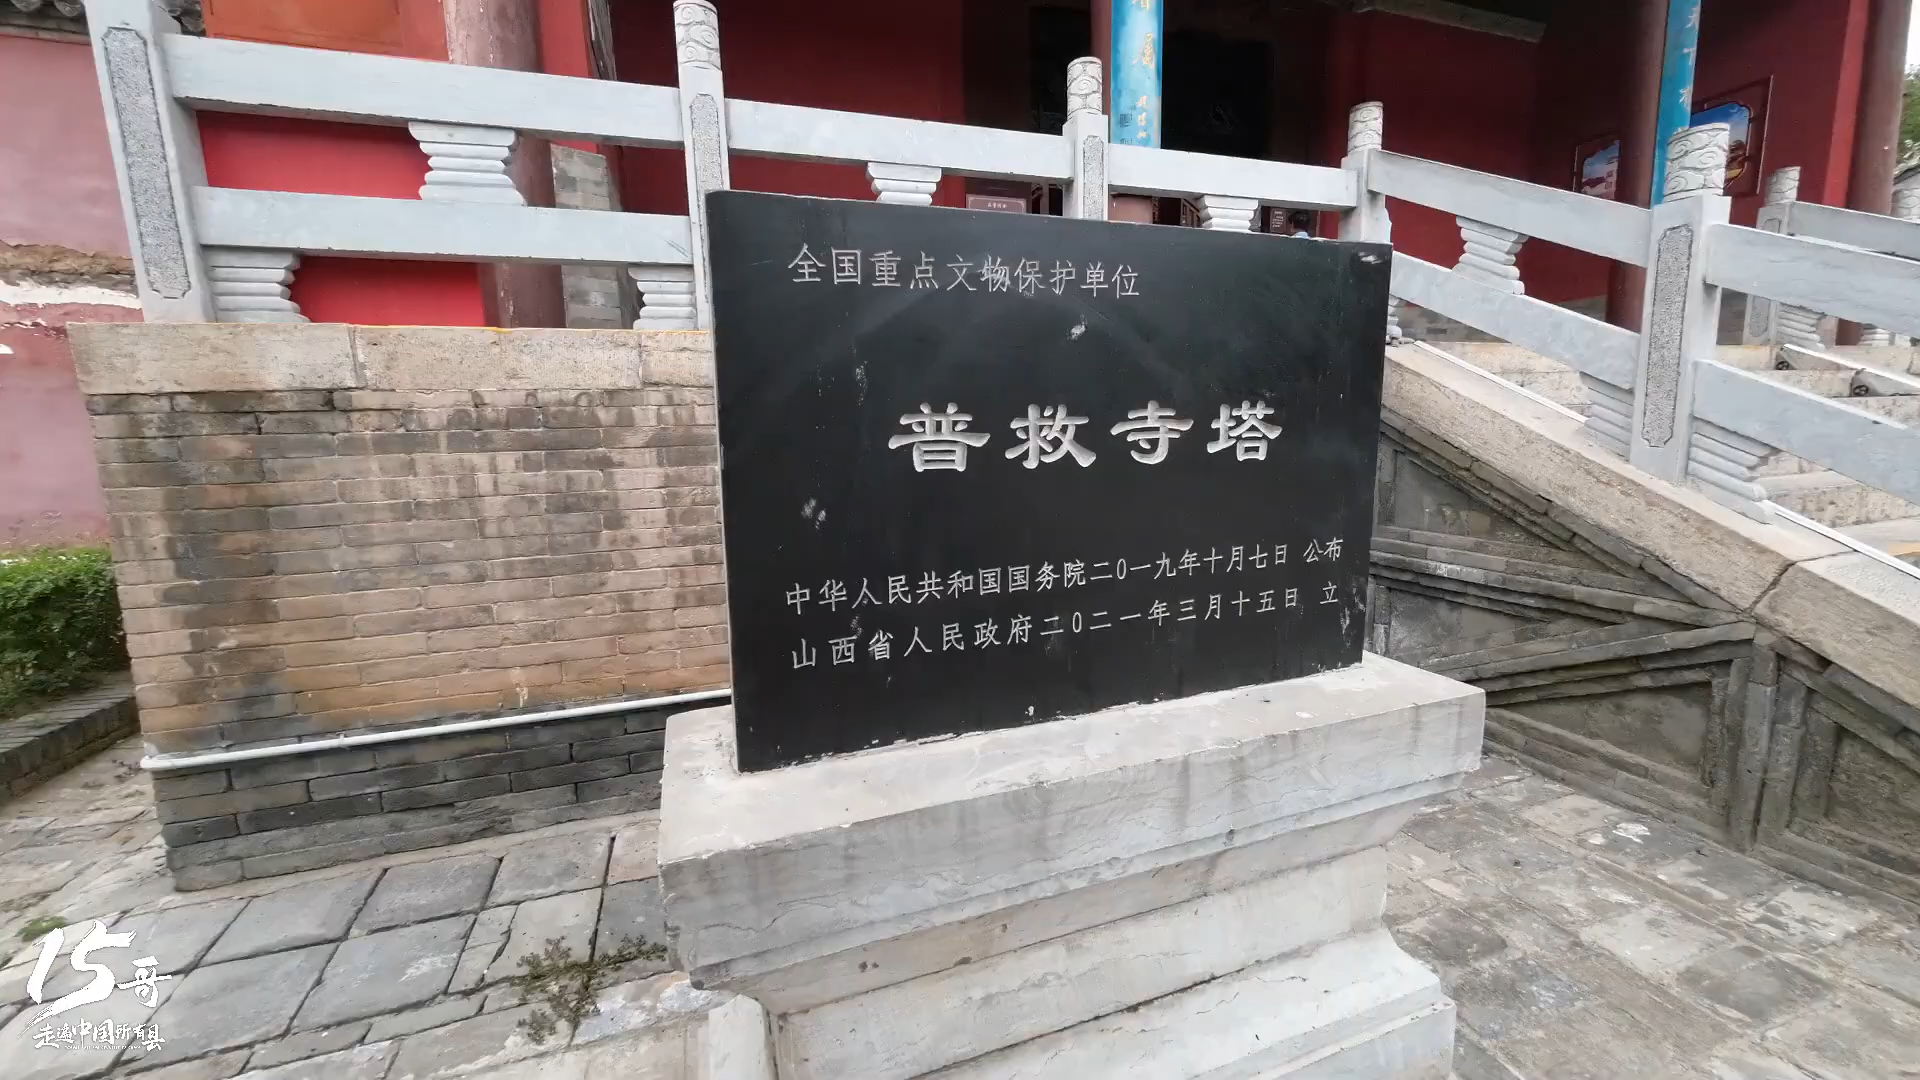 全国重点文物保护单位
普救寺塔
中华人民共和国国务院二0一九年十月七日 公布
山西省人民政府二0二一年三月十五日 立
15哥
走遍中国所有县